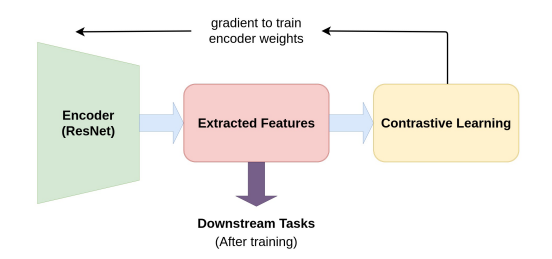 gradient to train
encoder weights
Encoder
(ResNet)
Extracted Features
Contrastive Learning
Downstream Tasks
(After training)